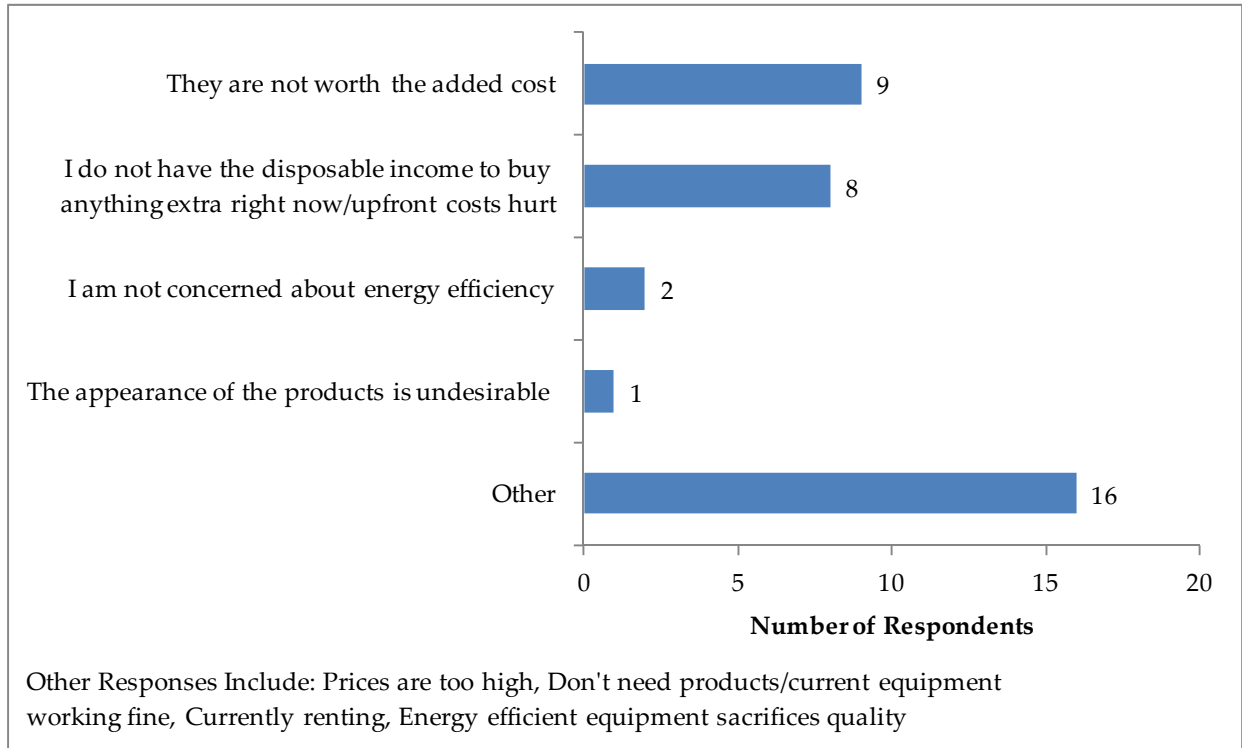 They are not worth the added cost
9
I do not have the disposable income to buy
anything extra right now/upfront costs hurt
8
I am not concerned about energy efficiency
2
The appearance of the products is undesirable
1
Other
16
0 5 10 15 20
Number of Respondents
Other Responses Include: Prices are too high, Don't need products/current equipment
working fine, Currently renting, Energy efficient equipment sacrifices quality